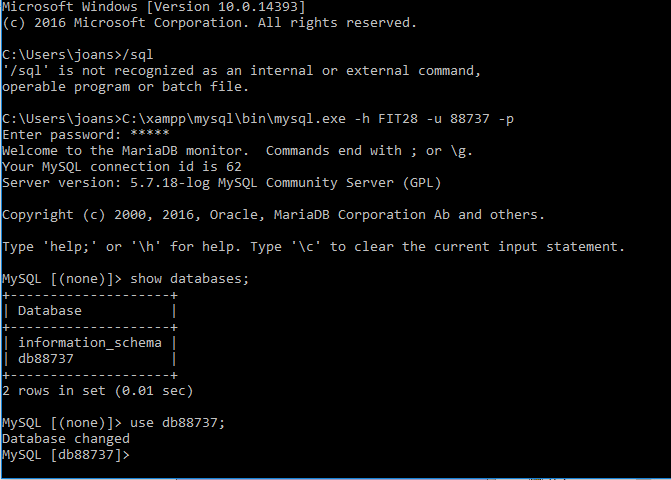 Microsoft Windows [Version 10.0.14393]
(c) 2016 Microsoft Corporation. All rights reserved.
C:\Users\joans>/sql
'/sql' is not recognized as an internal or external command,
operable program or batch file.
C:\Users\joans>C:\xampp\mysql\bin\mysql.exe -h FIT28 -u 88737 -p
Enter password: *****
Welcome to the MariaDB monitor.  Commands end with ; or \g.
Your MySQL connection id is 62
Server version: 5.7.18-log MySQL Community Server (GPL)
Copyright (c) 2000, 2016, Oracle, MariaDB Corporation Ab and others.
Type 'help;' or '\h' for help. Type '\c' to clear the current input statement.
MySQL [(none)]> show databases;
+--------------------+
| Database           |
+--------------------+
| information_schema |
| db88737            |
+--------------------+
2 rows in set (0.01 sec)
MySQL [(none)]> use db88737;
Database changed
MySQL [db88737]>